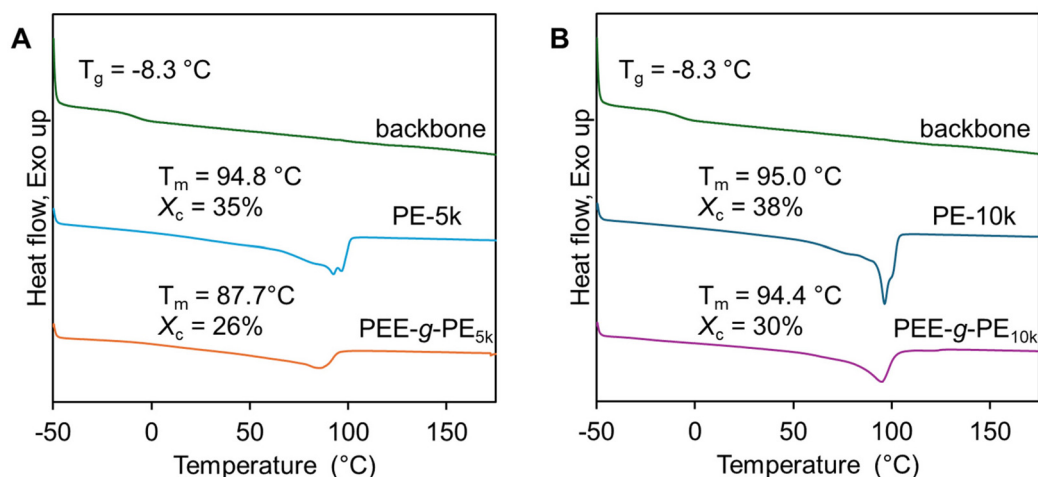 A
T_g = -8.3 °C
backbone
T_m = 94.8 °C
X_c = 35%
PE-5k
T_m = 87.7°C
X_c = 26%
PEE-g-PE_5k
Heat flow, Exo up
-50 0 50 100 150
Temperature (°C)
B
T_g = -8.3 °C
backbone
T_m = 95.0 °C
X_c = 38%
PE-10k
T_m = 94.4 °C
X_c = 30%
PEE-g-PE_10k
Heat flow, Exo up
-50 0 50 100 150
Temperature (°C)